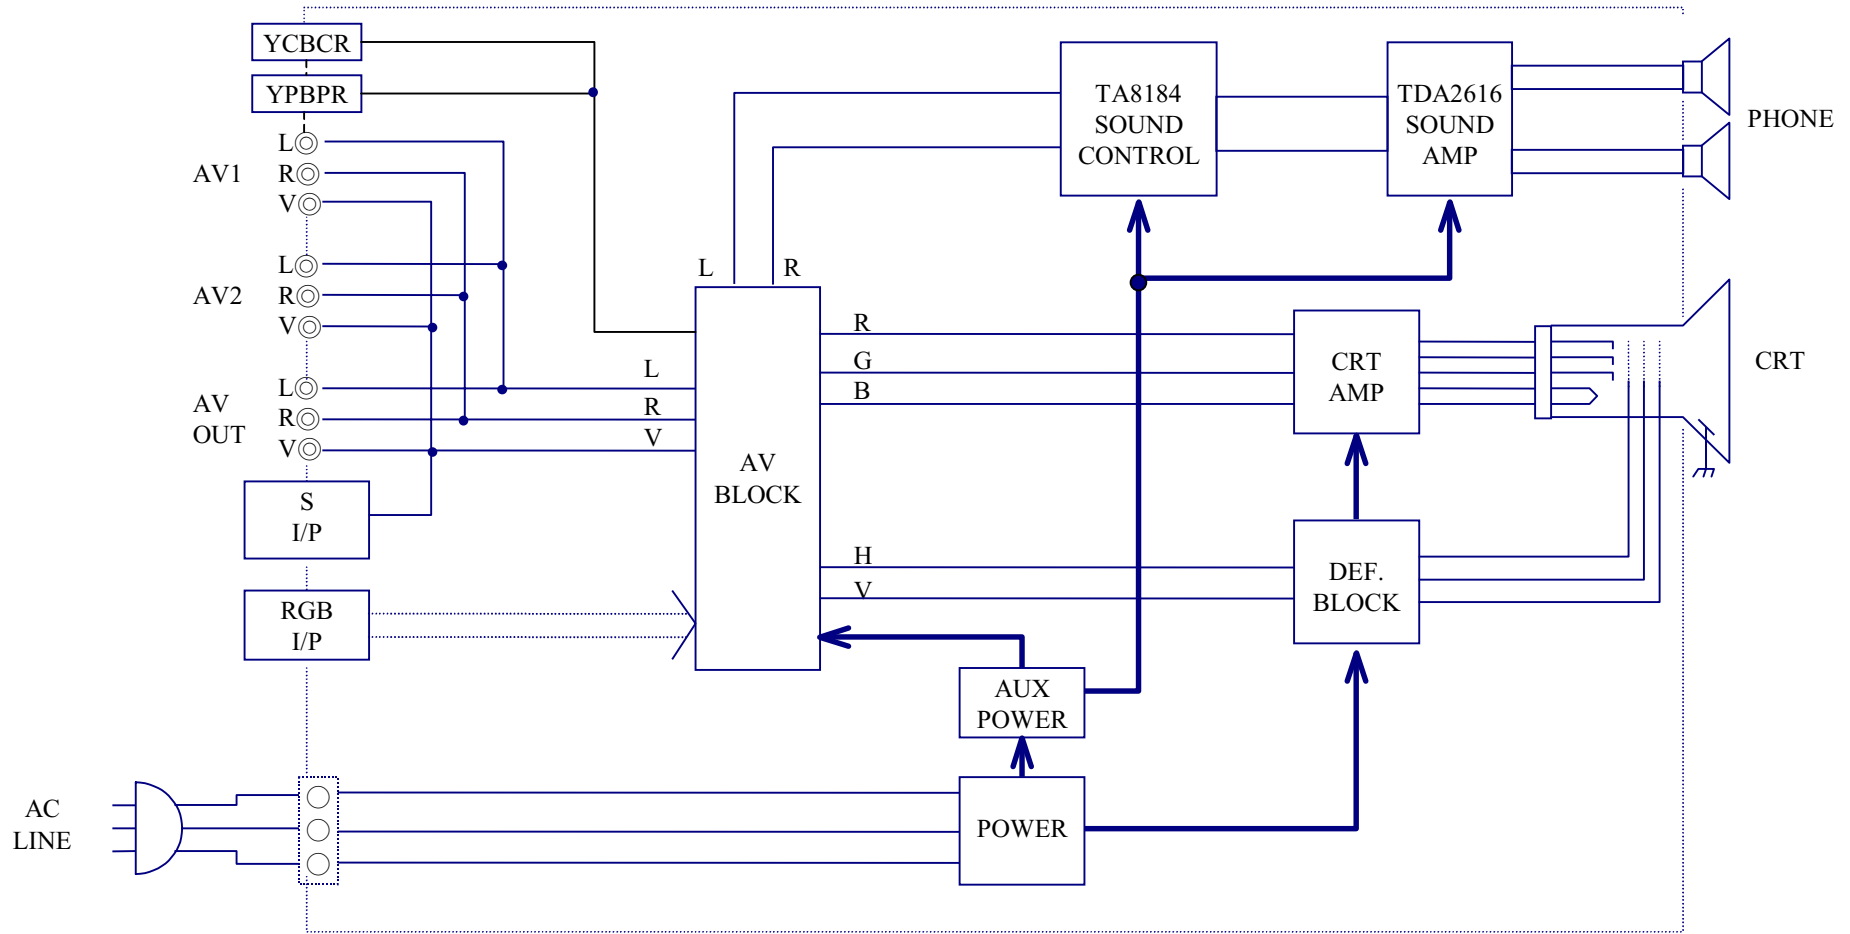 YCBCR
YPBPR
L
AV1
R
V
L
AV2
R
V
L
AV
OUT
R
V
S
I/P
RGB
I/P
AC
LINE
L
R
L
R
V
AV
BLOCK
R
G
B
H
V
TA8184
SOUND
CONTROL
TDA2616
SOUND
AMP
PHONE
CRT
AMP
CRT
DEF.
BLOCK
AUX
POWER
POWER